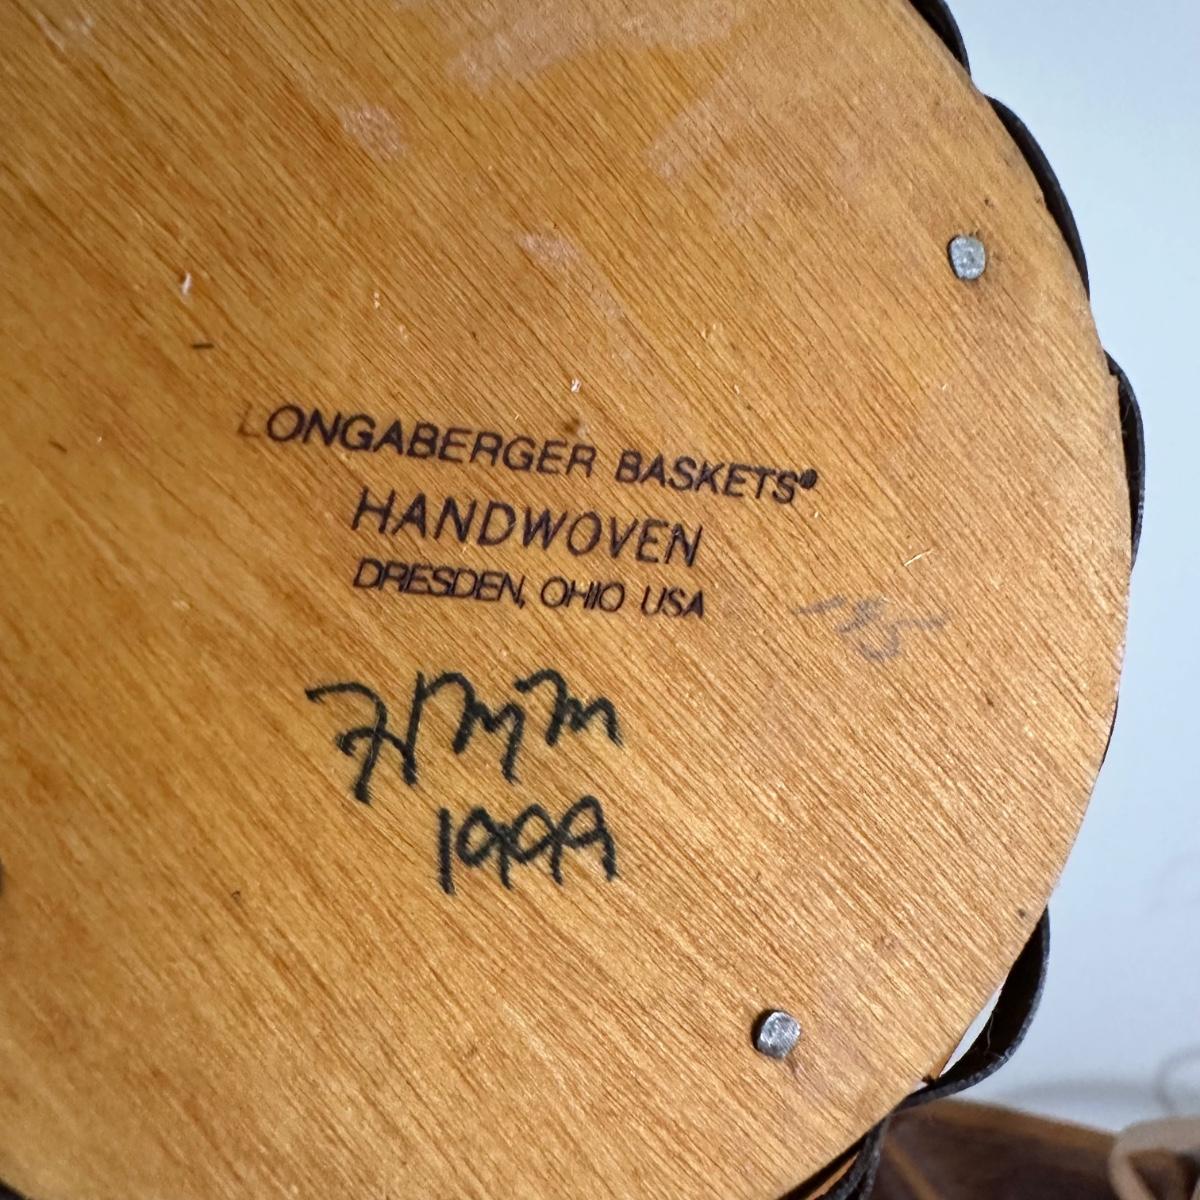 LONGABERGER BASKETS®
HANDWOVEN
DRESDEN, OHIO USA
1999